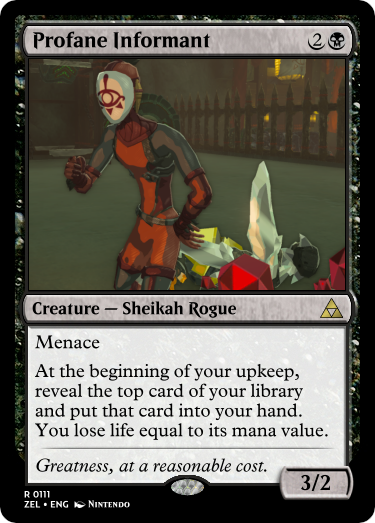 Profane Informant 2
Creature — Sheikah Rogue
Menace
At the beginning of your upkeep,
reveal the top card of your library
and put that card into your hand.
You lose life equal to its mana value.
Greatness, at a reasonable cost.
3/2
R 0111
ZEL • ENG Nintendo